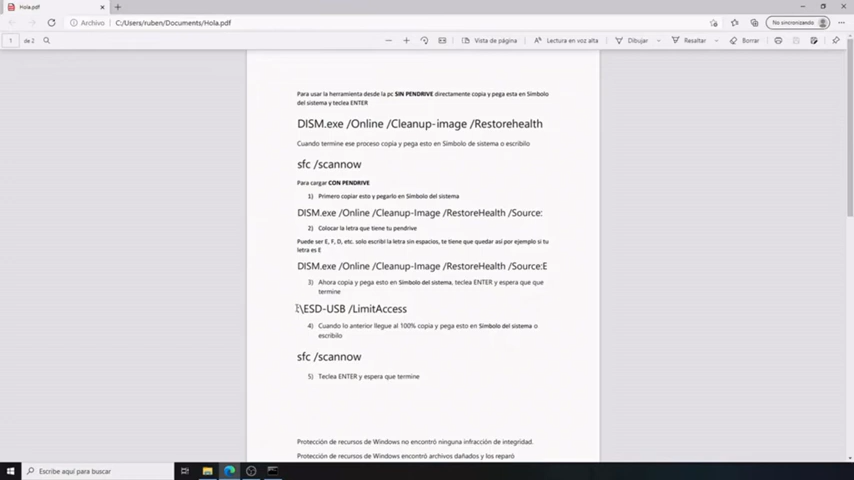 Hola.pdf
Archivo
C:/Users/ruben/Documents/Hola.pdf
No sincronizando
1
de 2
Vista de página
Lectura en voz alta
Dibujar
Resaltar
Borrar
Para usar la herramienta desde la pc SIN PENDRIVE directamente copia y pega esta en Símbolo
del sistema y teclea ENTER
DISM.exe /Online /Cleanup-image /Restorehealth
Cuando termine ese proceso copia y pega esto en Símbolo de sistema o escribilo
sfc /scannow
Para cargar CON PENDRIVE
1) Primero copiar esto y pegarlo en Símbolo del sistema
DISM.exe /Online /Cleanup-Image /RestoreHealth /Source:
2) Colocar la letra que tiene tu pendrive
Puede ser E, F, D, etc. solo escribí la letra sin espacios, te tiene que quedar así por ejemplo si tu
letra es E
DISM.exe /Online /Cleanup-Image /RestoreHealth /Source:E
3) Ahora copia y pega esto en Símbolo del sistema, teclea ENTER y espera que que
termine
:\ESD-USB /LimitAccess
4) Cuando lo anterior llegue al 100% copia y pega esto en Símbolo del sistema o
escribilo
sfc /scannow
5) Teclea ENTER y espera que termine
Protección de recursos de Windows no encontró ninguna infracción de integridad.
Protección de recursos de Windows encontró archivos dañados y los reparó
Escribe aquí para buscar